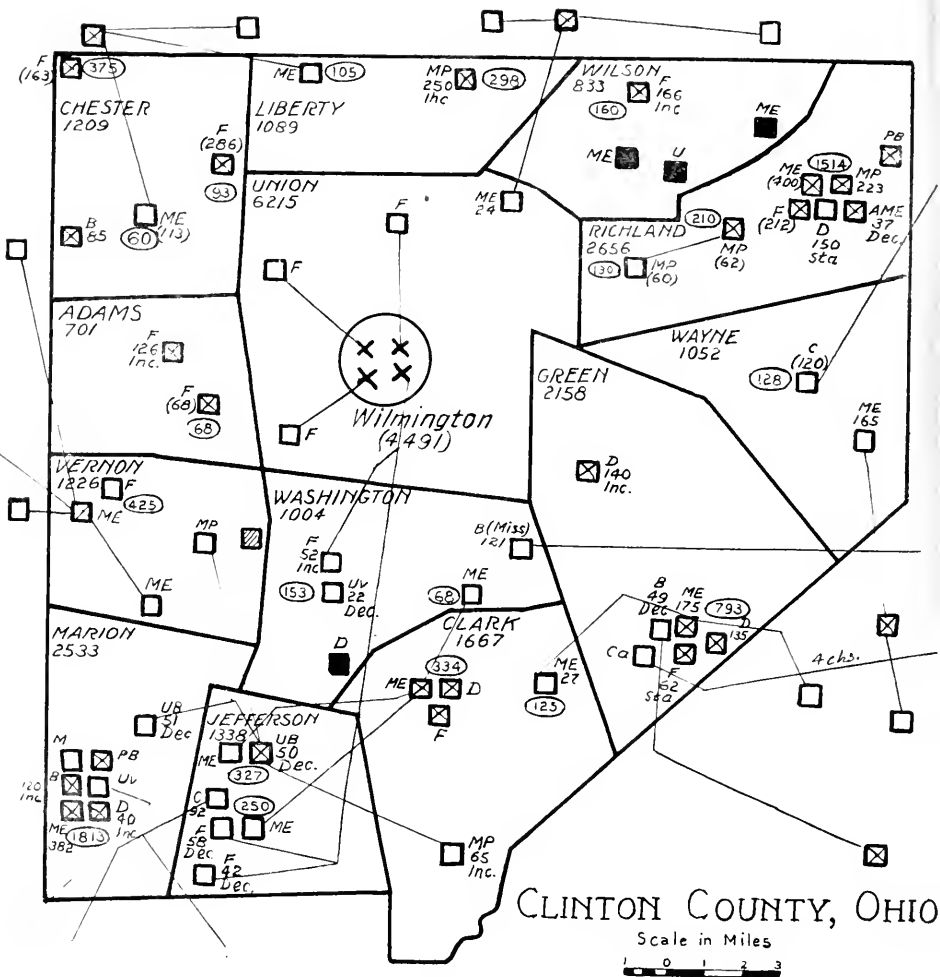 F
(163)
375
CHESTER
1209
F
(286)
93
B
85
60
ME
(113)
ME
105
MP
250
Inc
298
LIBERTY
1089
WILSON
833
F
166
Inc
160
ME
ME
U
UNION
6215
ME
24
F
F
F
Wilmington
(4491)
PB
1514
ME
(400)
MP
223
F
(212)
D
150
Sta
AME
37
Dec.
210
MP
(62)
RICHLAND
2656
130
MP
(60)
ADAMS
701
F
126
Inc.
F
(68)
68
WAYNE
1052
C
(120)
128
ME
165
GREEN
2158
D
140
Inc.
VERNON
1226
F
425
ME
MP
ME
WASHINGTON
1004
F
52
Inc
153
Uv
22
Dec.
B (Miss)
121
ME
68
D
CLARK
1667
334
ME
D
F
ME
27
125
B
49
Dec
ME
175
793
D
135
Ca
F
62
Sta
4 chs.
MARION
2533
UB
51
Dec
M
PB
B
120
Inc
Uv
D
40
Inc
ME
382
1813
JEFFERSON
1338
ME
UB
50
Dec.
327
C
92
250
F
58
Dec
ME
F
42
Dec.
MP
65
Inc.
CLINTON COUNTY, OHIO
Scale in Miles
1 0 1 2 3